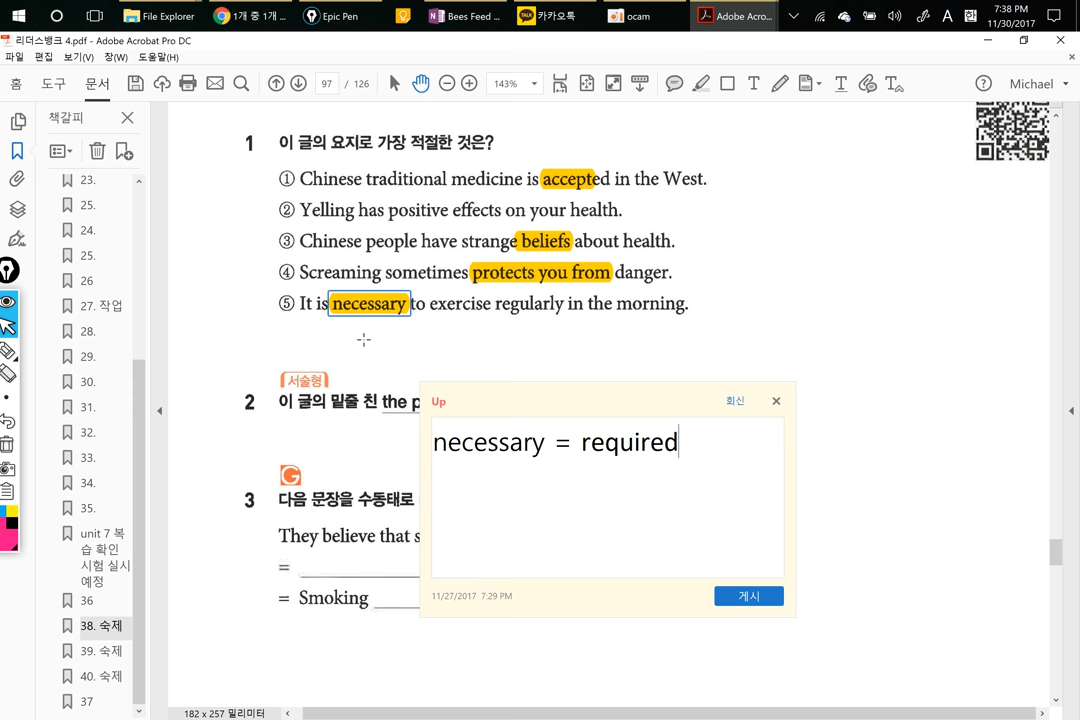 File Explorer
1개 중 1개 ...
Epic Pen
Bees Feed ...
카카오톡
ocam
Adobe Acro...
A
한
7:38 PM
11/30/2017
리더스뱅크 4.pdf - Adobe Acrobat Pro DC
파일 편집 보기(V) 창(W) 도움말(H)
홈 도구 문서
97 / 126
143%
Michael
책갈피
23.
25.
24.
25.
26
27. 작업
28.
29.
30.
31.
32.
33.
34.
35.
unit 7 복
습 확인
시험 실시
예정
36
38. 숙제
39. 숙제
40. 숙제
37
1 이 글의 요지로 가장 적절한 것은?
① Chinese traditional medicine is accepted in the West.
② Yelling has positive effects on your health.
③ Chinese people have strange beliefs about health.
④ Screaming sometimes protects you from danger.
⑤ It is necessary to exercise regularly in the morning.
서술형
2 이 글의 밑줄 친 the p
G
3 다음 문장을 수동태로
They believe that s
=
= Smoking
Up
회신
necessary = required
11/27/2017 7:29 PM
게시
182 x 257 밀리미터